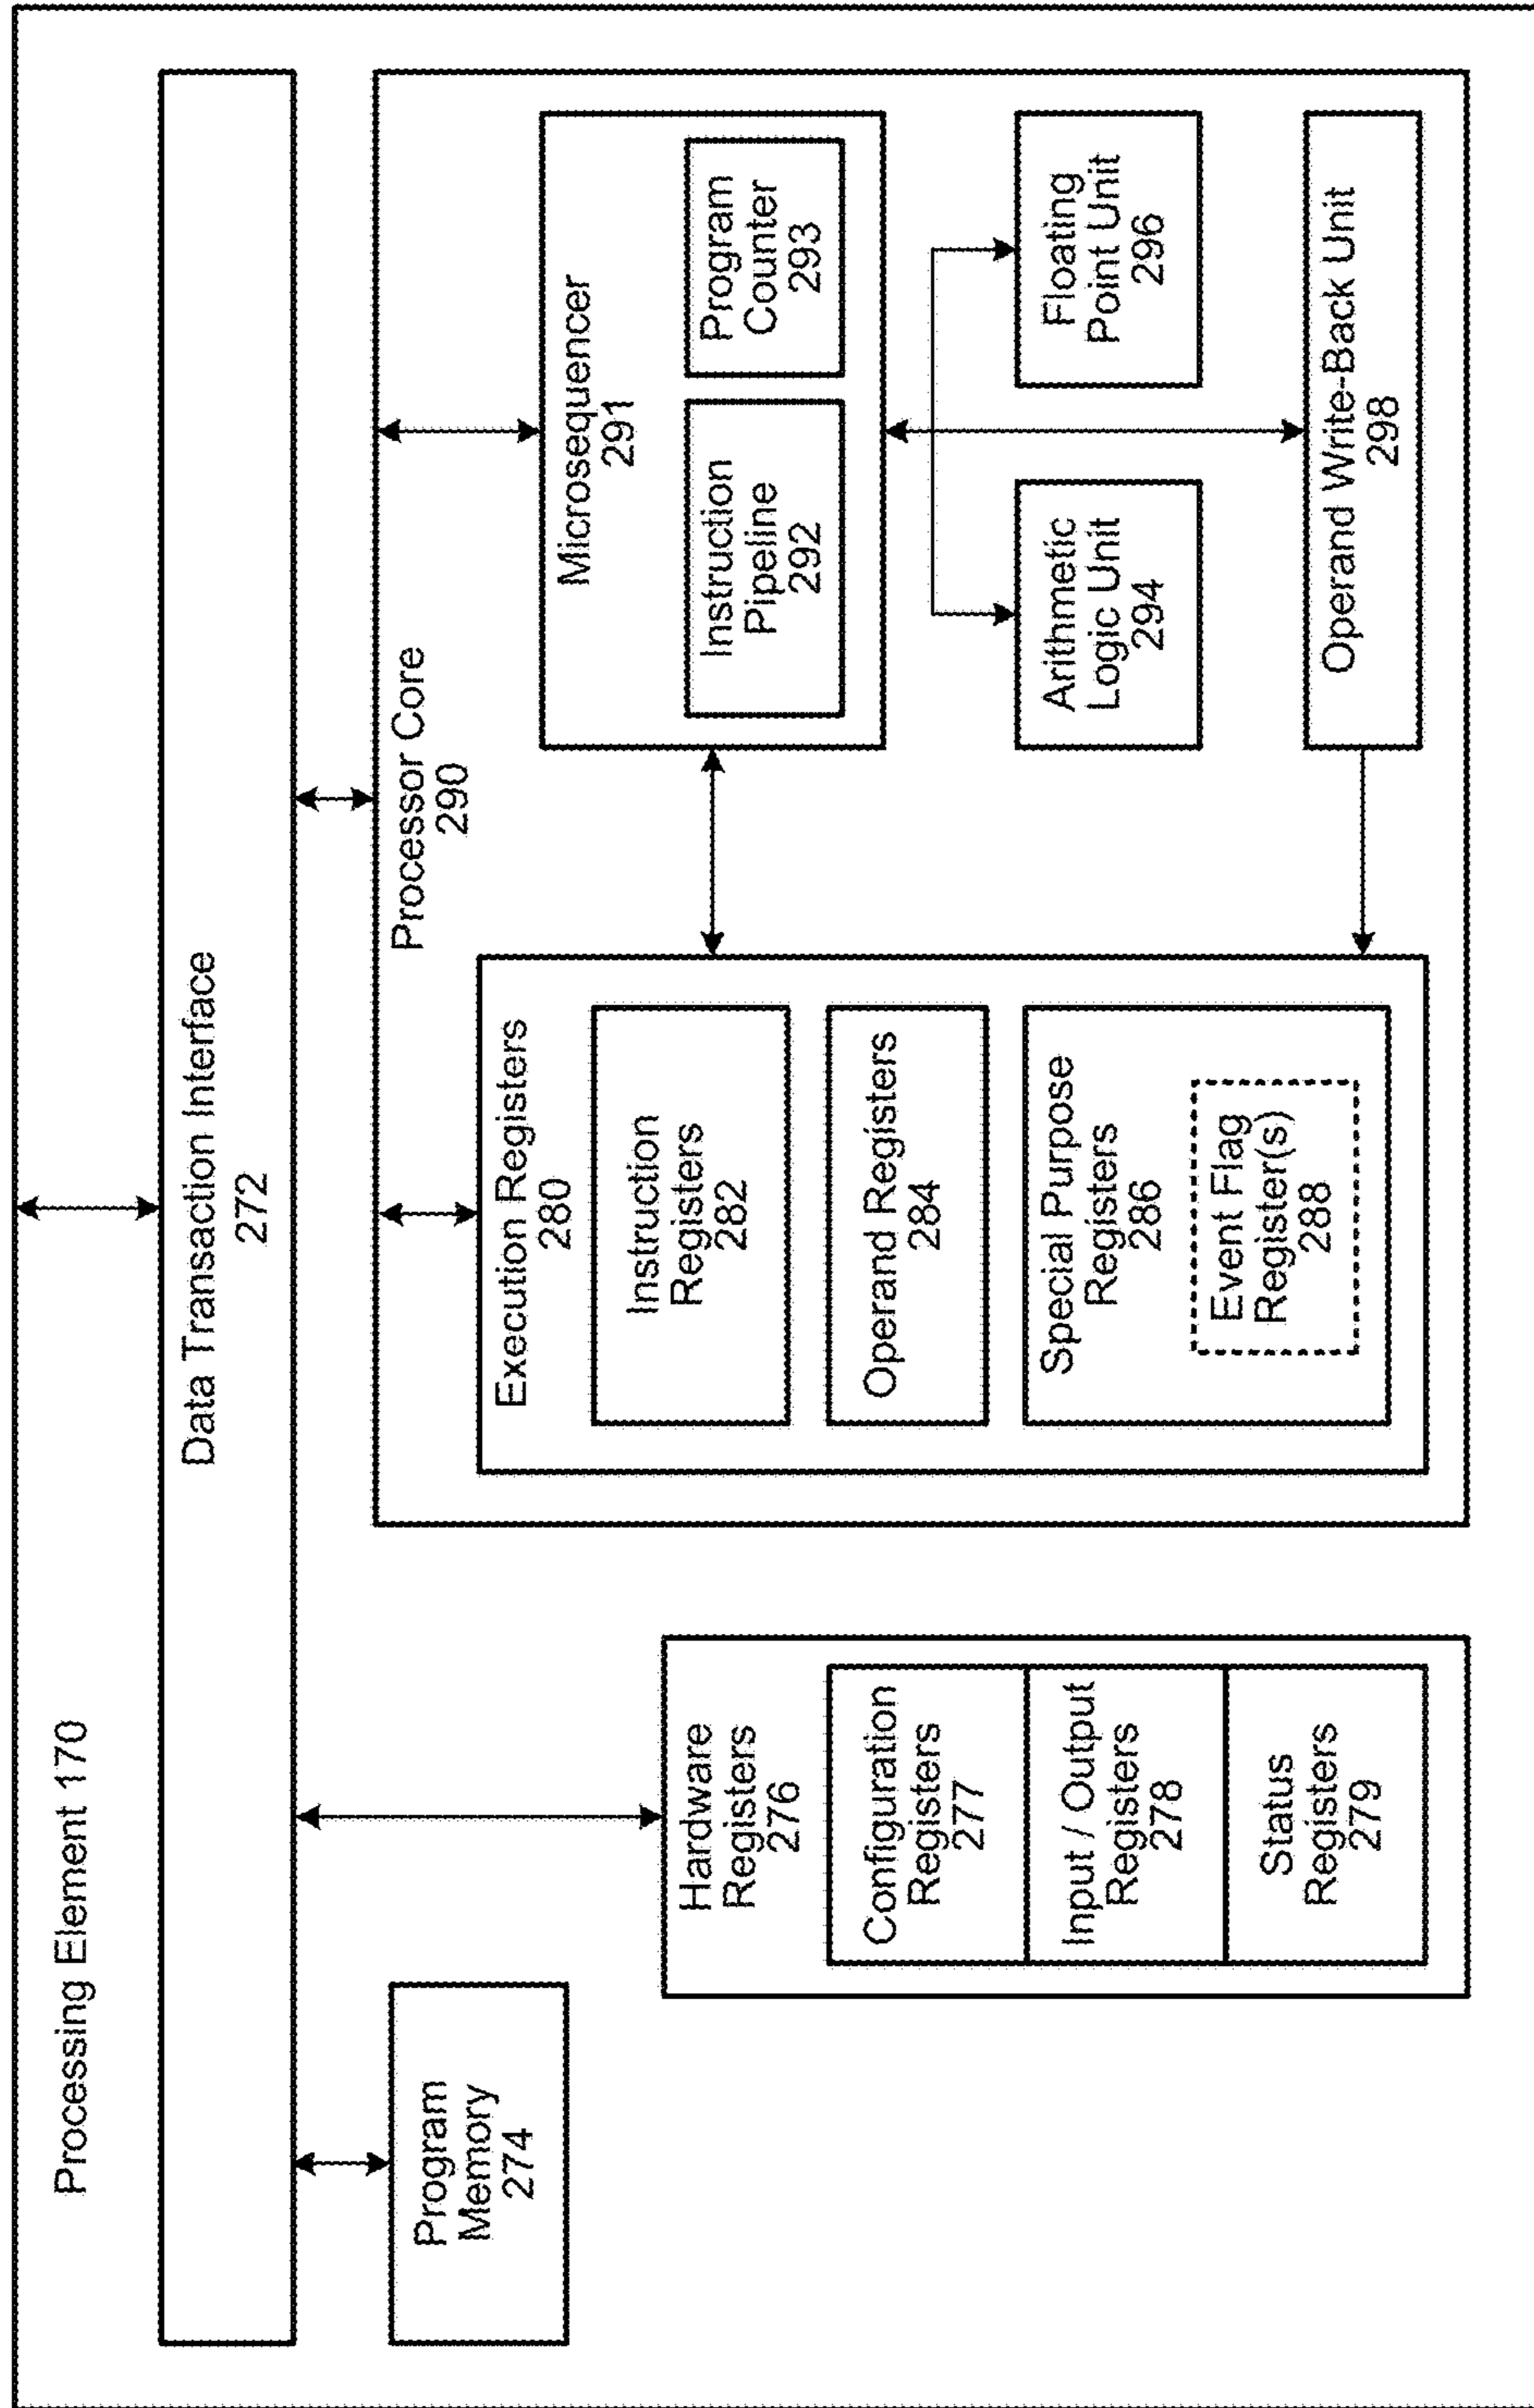 Processing Element 170
Data Transaction Interface
272
Program
Memory
274
Hardware
Registers
276
Configuration
Registers
277
Input / Output
Registers
278
Status
Registers
279
Processor Core
290
Execution Registers
280
Instruction
Registers
282
Operand Registers
284
Special Purpose
Registers
286
Event Flag
Register(s)
288
Microsequencer
291
Instruction
Pipeline
292
Program
Counter
293
Arithmetic
Logic Unit
294
Floating
Point Unit
296
Operand Write-Back Unit
298